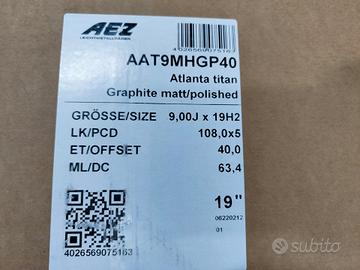 AEZ
LEICHTMETALLRÄDER
4026569075163
AAT9MHGP40
Atlanta titan
Graphite matt/polished
GRÖSSE/SIZE 9,00J x 19H2
LK/PCD 108,0x5
ET/OFFSET 40,0
ML/DC 63,4
19"
06220212
01
4026569075163
subito